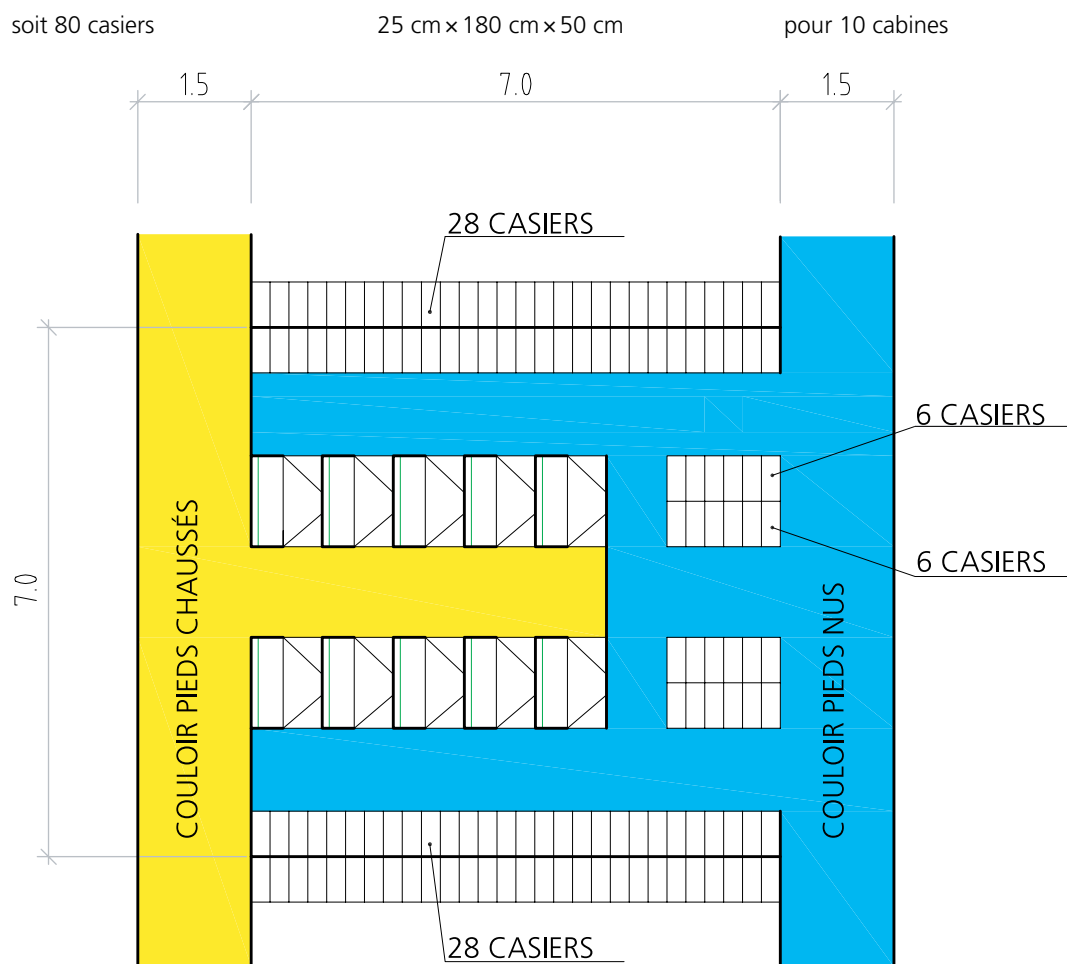 soit 80 casiers 25 cm × 180 cm × 50 cm pour 10 cabines
1.5 7.0 1.5
28 CASIERS
6 CASIERS
6 CASIERS
7.0
COULOIR PIEDS CHAUSSÉS
COULOIR PIEDS NUS
28 CASIERS